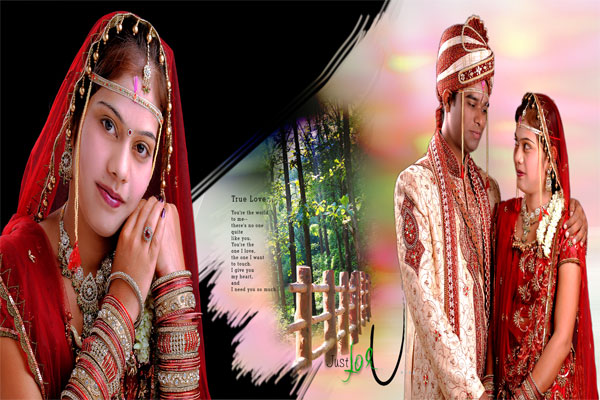 True Love.
You're the world
to me--
there's no one
quite
like you.
You're the
one I love,
the one I want
to touch.
I give you
my heart,
and
I need you so much
Just
for
U